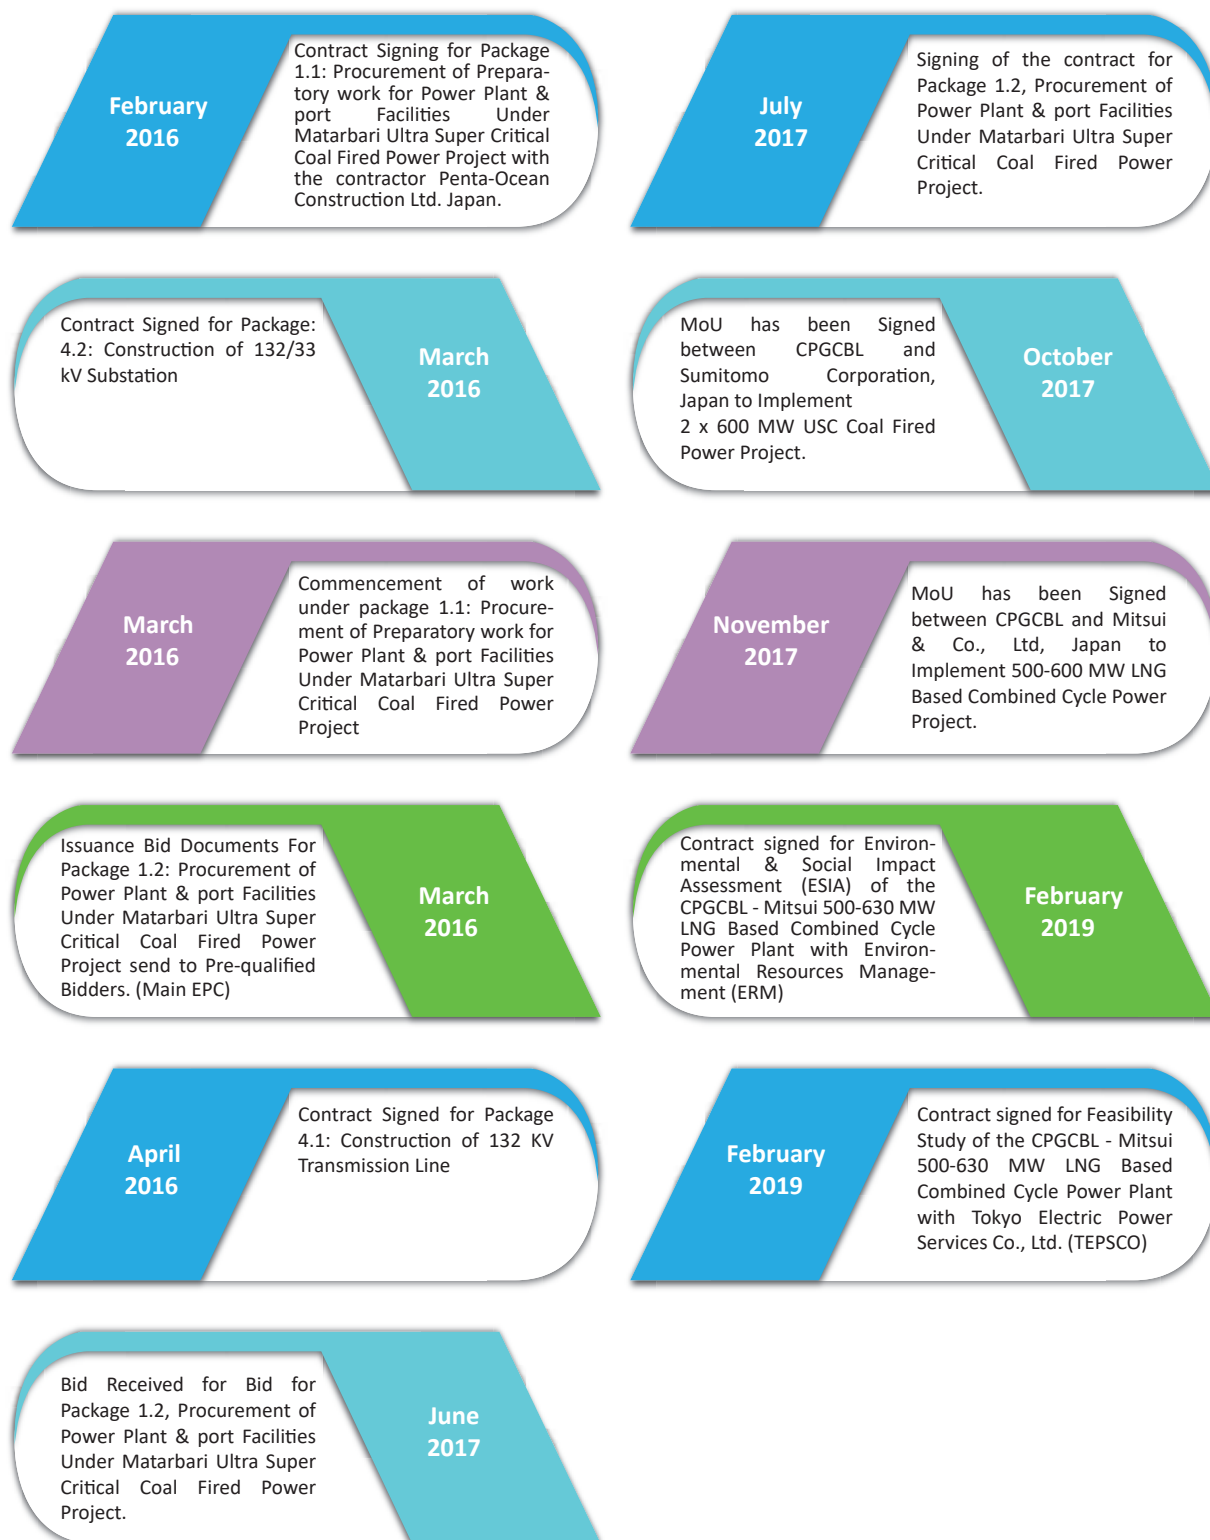 February
2016
Contract Signing for Package
1.1: Procurement of Prepara-
tory work for Power Plant &
port Facilities Under
Matarbari Ultra Super Critical
Coal Fired Power Project with
the contractor Penta-Ocean
Construction Ltd. Japan.
Contract Signed for Package:
4.2: Construction of 132/33
kV Substation
March
2016
March
2016
Commencement of work
under package 1.1: Procure-
ment of Preparatory work for
Power Plant & port Facilities
Under Matarbari Ultra Super
Critical Coal Fired Power
Project
Issuance Bid Documents For
Package 1.2: Procurement of
Power Plant & port Facilities
Under Matarbari Ultra Super
Critical Coal Fired Power
Project send to Pre-qualified
Bidders. (Main EPC)
March
2016
April
2016
Contract Signed for Package
4.1: Construction of 132 KV
Transmission Line
Bid Received for Bid for
Package 1.2, Procurement of
Power Plant & port Facilities
Under Matarbari Ultra Super
Critical Coal Fired Power
Project.
June
2017
July
2017
Signing of the contract for
Package 1.2, Procurement of
Power Plant & port Facilities
Under Matarbari Ultra Super
Critical Coal Fired Power
Project.
MoU has been Signed
between CPGCBL and
Sumitomo Corporation,
Japan to Implement
2 x 600 MW USC Coal Fired
Power Project.
October
2017
November
2017
MoU has been Signed
between CPGCBL and Mitsui
& Co., Ltd, Japan to
Implement 500-600 MW LNG
Based Combined Cycle Power
Project.
Contract signed for Environ-
mental & Social Impact
Assessment (ESIA) of the
CPGCBL - Mitsui 500-630 MW
LNG Based Combined Cycle
Power Plant with Environ-
mental Resources Manage-
ment (ERM)
February
2019
February
2019
Contract signed for Feasibility
Study of the CPGCBL - Mitsui
500-630 MW LNG Based
Combined Cycle Power Plant
with Tokyo Electric Power
Services Co., Ltd. (TEPSCO)